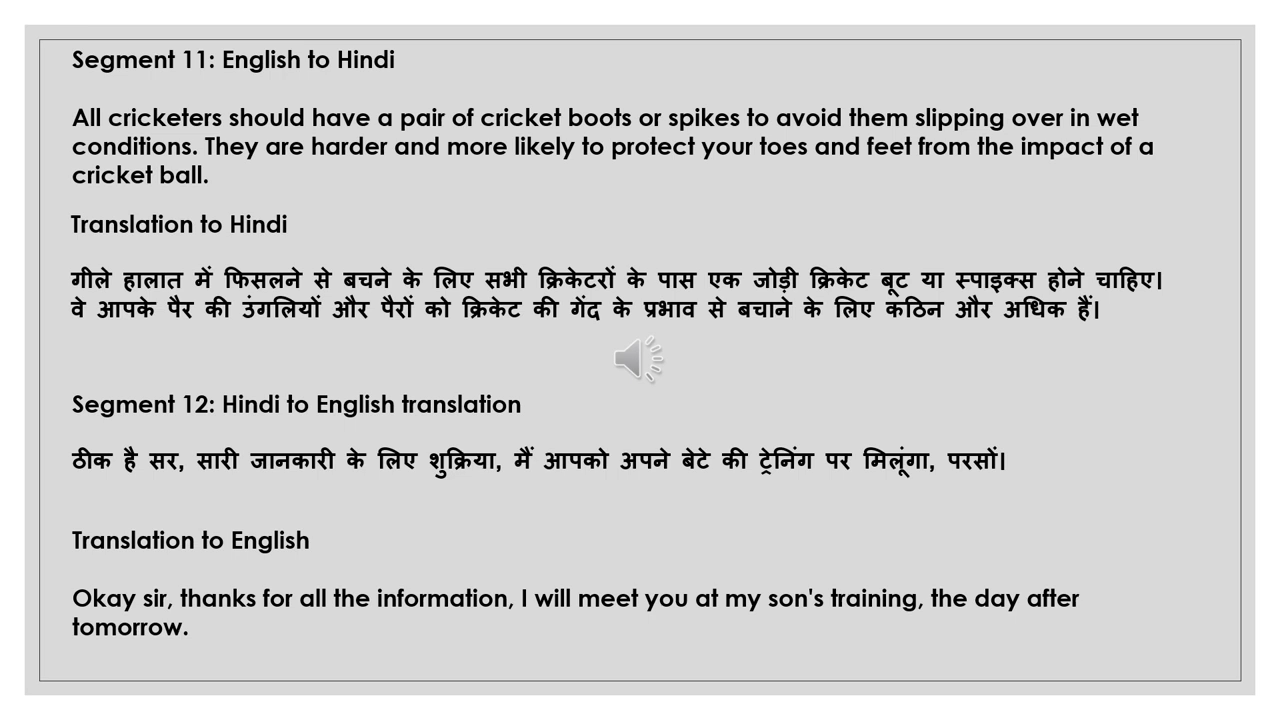 Segment 11: English to Hindi
All cricketers should have a pair of cricket boots or spikes to avoid them slipping over in wet
conditions. They are harder and more likely to protect your toes and feet from the impact of a
cricket ball.
Translation to Hindi
गीले हालात में फिसलने से बचने के लिए सभी क्रिकेटरों के पास एक जोड़ी क्रिकेट बूट या स्पाइक्स होने चाहिए।
वे आपके पैर की उंगलियों और पैरों को क्रिकेट की गेंद के प्रभाव से बचाने के लिए कठिन और अधिक हैं।
Segment 12: Hindi to English translation
ठीक है सर, सारी जानकारी के लिए शुक्रिया, मैं आपको अपने बेटे की ट्रेनिंग पर मिलूंगा, परसों।
Translation to English
Okay sir, thanks for all the information, I will meet you at my son's training, the day after
tomorrow.